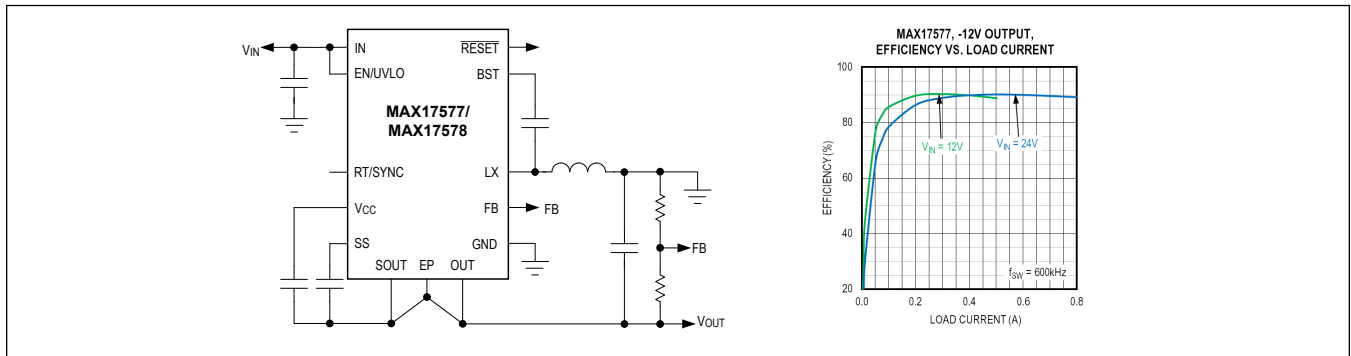 VIN
IN
EN/UVLO
RESET
BST
MAX17577/
MAX17578
RT/SYNC
LX
VCC
FB
FB
SS
GND
FB
SOUT
EP
OUT
VOUT
MAX17577, -12V OUTPUT,
EFFICIENCY VS. LOAD CURRENT
EFFICIENCY (%)
100
80
60
40
20
VIN = 12V
VIN = 24V
fSW = 600kHz
0.0
0.2
0.4
0.6
0.8
LOAD CURRENT (A)